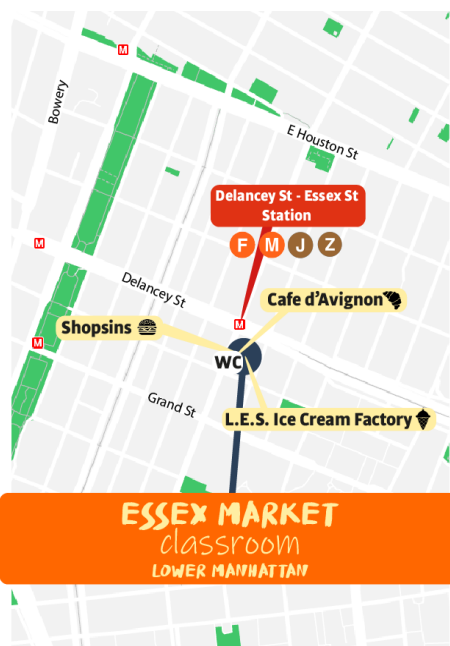 M
Bowery
E Houston St
Delancey St - Essex St
Station
F M J Z
M
Delancey St
Cafe d'Avignon
M
Shopsins
M
WC
Grand St
L.E.S. Ice Cream Factory
ESSEX MARKET
classroom
LOWER MANHATTAN